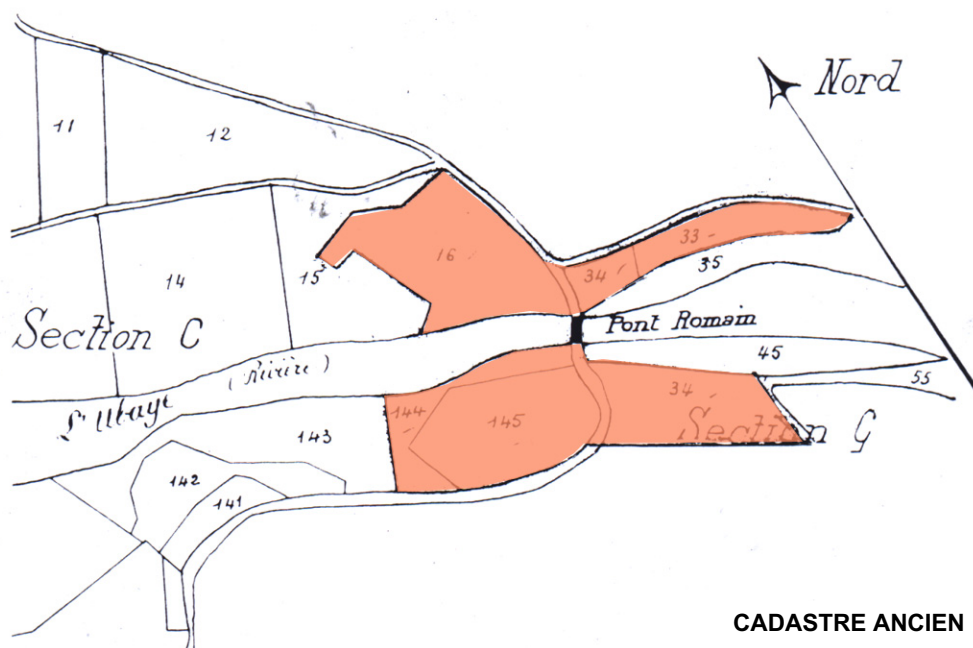 Nord
11
12
16
33
34
35
14
15
Pont Romain
Section C
45
(Rivière)
55
34
L'Ubaye
144
145
143
Section G
142
141
CADASTRE ANCIEN